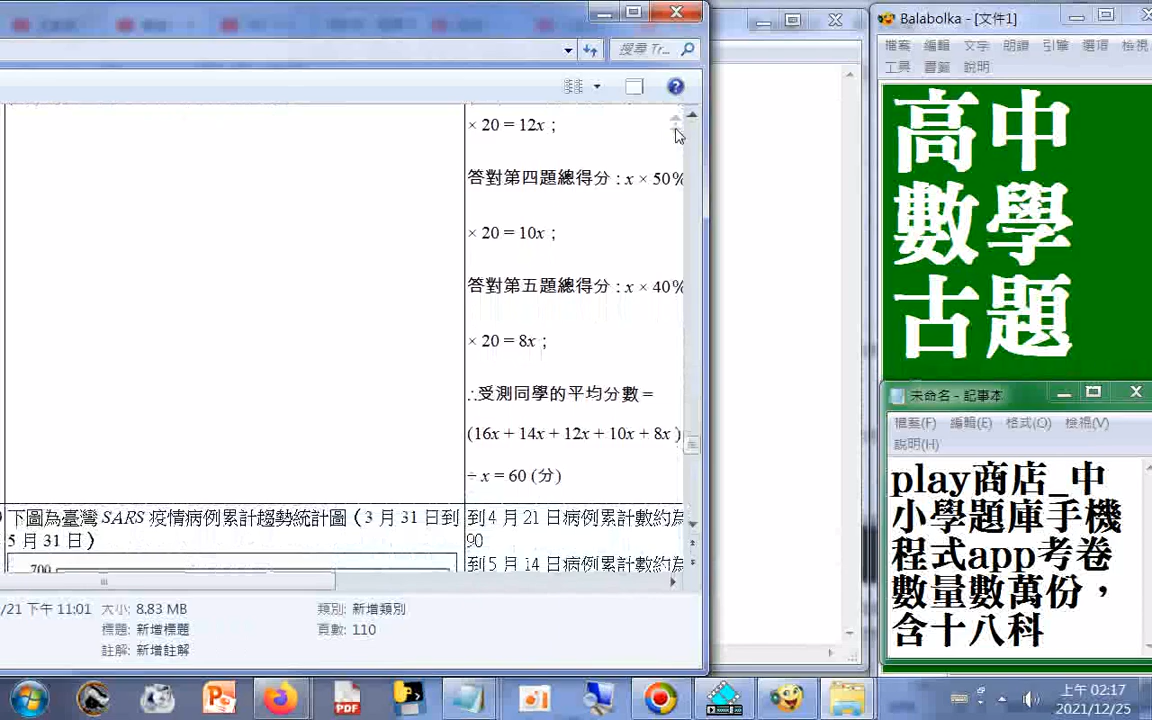 搜尋 Tr...
× 20 = 12x ;
答對第四題總得分 : x × 50%
× 20 = 10x ;
答對第五題總得分 : x × 40%
× 20 = 8x ;
∴受測同學的平均分數 =
(16x + 14x + 12x + 10x + 8x )
÷ x = 60 (分)
下圖為臺灣 SARS 疫情病例累計趨勢統計圖（3 月 31 日到
5 月 31 日）
700
到4 月 21 日病例累計數約為
90
到5 月 14 日病例累計數約為
/21 下午 11:01 大小: 8.83 MB 類別: 新增類別
標題: 新增標題 頁數: 110
註解: 新增註解
Balabolka - [文件1]
檔案 編輯 文字 朗讀 引擎 選項 檢視
工具 書籤 說明
高中
數學
古題
未命名 - 記事本
檔案(F) 編輯(E) 格式(O) 檢視(V)
說明(H)
play商店_中
小學題庫手機
程式app考卷
數量數萬份，
含十八科
PDF
上午 02:17
2021/12/25